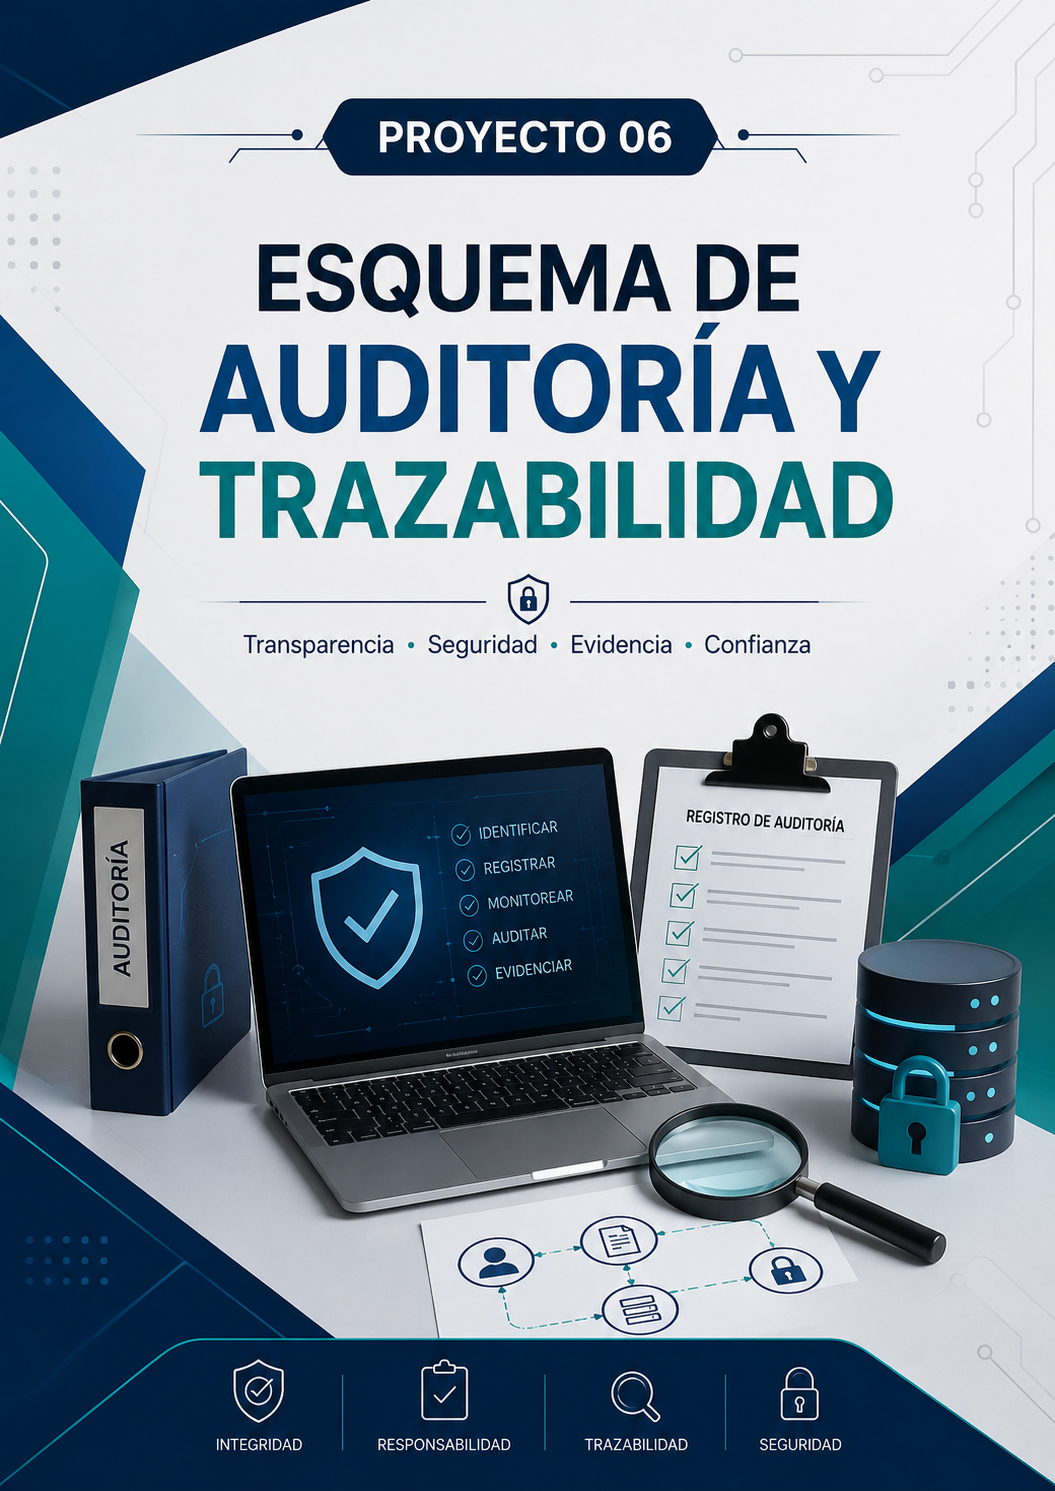 PROYECTO 06
ESQUEMA DE
AUDITORÍA Y
TRAZABILIDAD
Transparencia • Seguridad • Evidencia • Confianza
AUDITORÍA
IDENTIFICAR
REGISTRAR
MONITOREAR
AUDITAR
EVIDENCIAR
REGISTRO DE AUDITORÍA
INTEGRIDAD
RESPONSABILIDAD
TRAZABILIDAD
SEGURIDAD